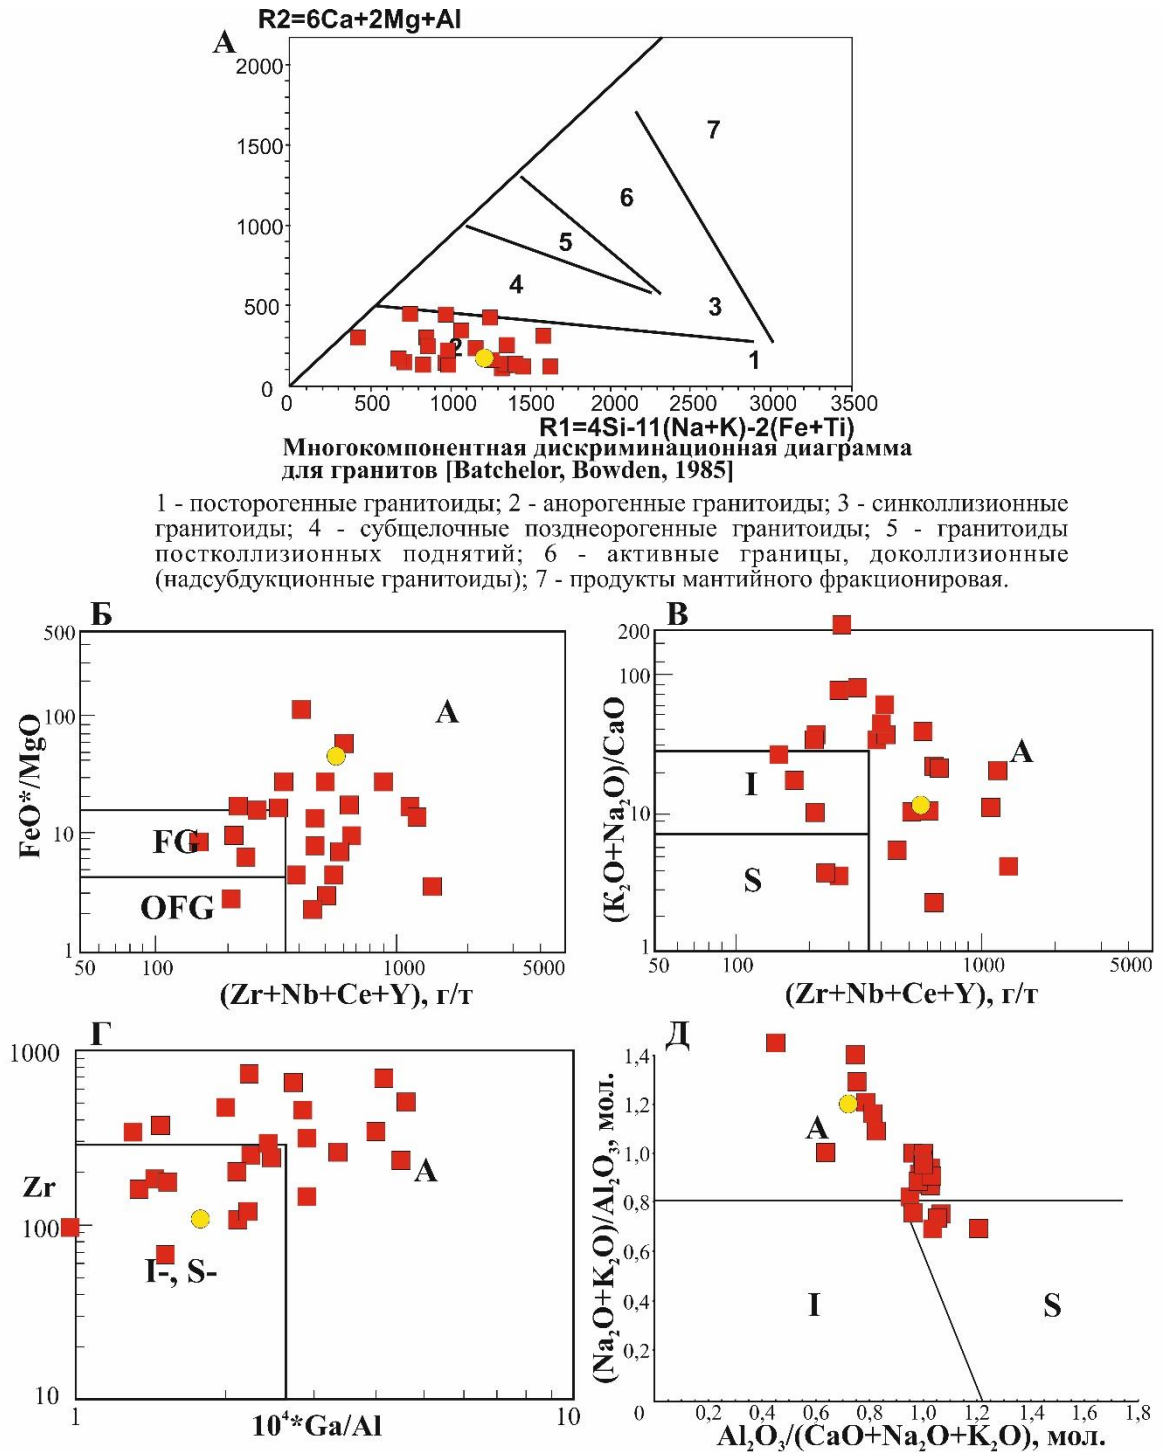 R2=6Ca+2Mg+Al
А
2000
1500
1000
500
0
7
6
5
4
3
2
1
0 500 1000 1500 2000 2500 3000 3500
R1=4Si-11(Na+K)-2(Fe+Ti)
Многокомпонентная дискриминационная диаграмма
для гранитов [Batchelor, Bowden, 1985]
1 - посторогенные гранитоиды; 2 - анорогенные гранитоиды; 3 - синколлизионные
гранитоиды; 4 - субщелочные позднеорогенные гранитоиды; 5 - гранитоиды
постколлизионных поднятий; 6 - активные границы, доколлизионные
(надсубдукционные гранитоиды); 7 - продукты мантийного фракционировая.
Б
500
100
10
1
FeO*/MgO
A
FG
OFG
50 100 1000 5000
(Zr+Nb+Ce+Y), г/т
В
200
100
10
1
(K₂O+Na₂O)/CaO
A
I
S
50 100 1000 5000
(Zr+Nb+Ce+Y), г/т
Г
1000
100
10
Zr
A
I-, S-
1 10
10⁴*Ga/Al
Д
1,4
1,2
1,0
0,8
0,6
0,4
0,2
(Na₂O+K₂O)/Al₂O₃, мол.
A
I
S
0 0,2 0,4 0,6 0,8 1,0 1,2 1,4 1,6 1,8
Al₂O₃/(CaO+Na₂O+K₂O), мол.